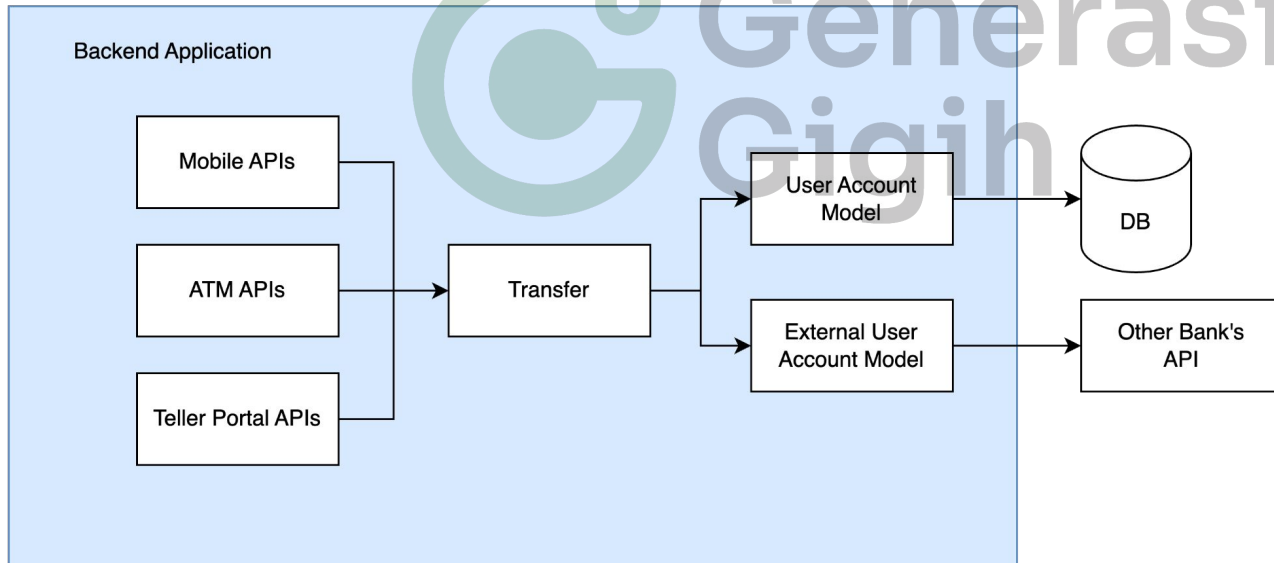 Generasi
Gigih
Backend Application
Mobile APIs
User Account
Model
DB
ATM APIs
Transfer
External User
Account Model
Other Bank's
API
Teller Portal APIs